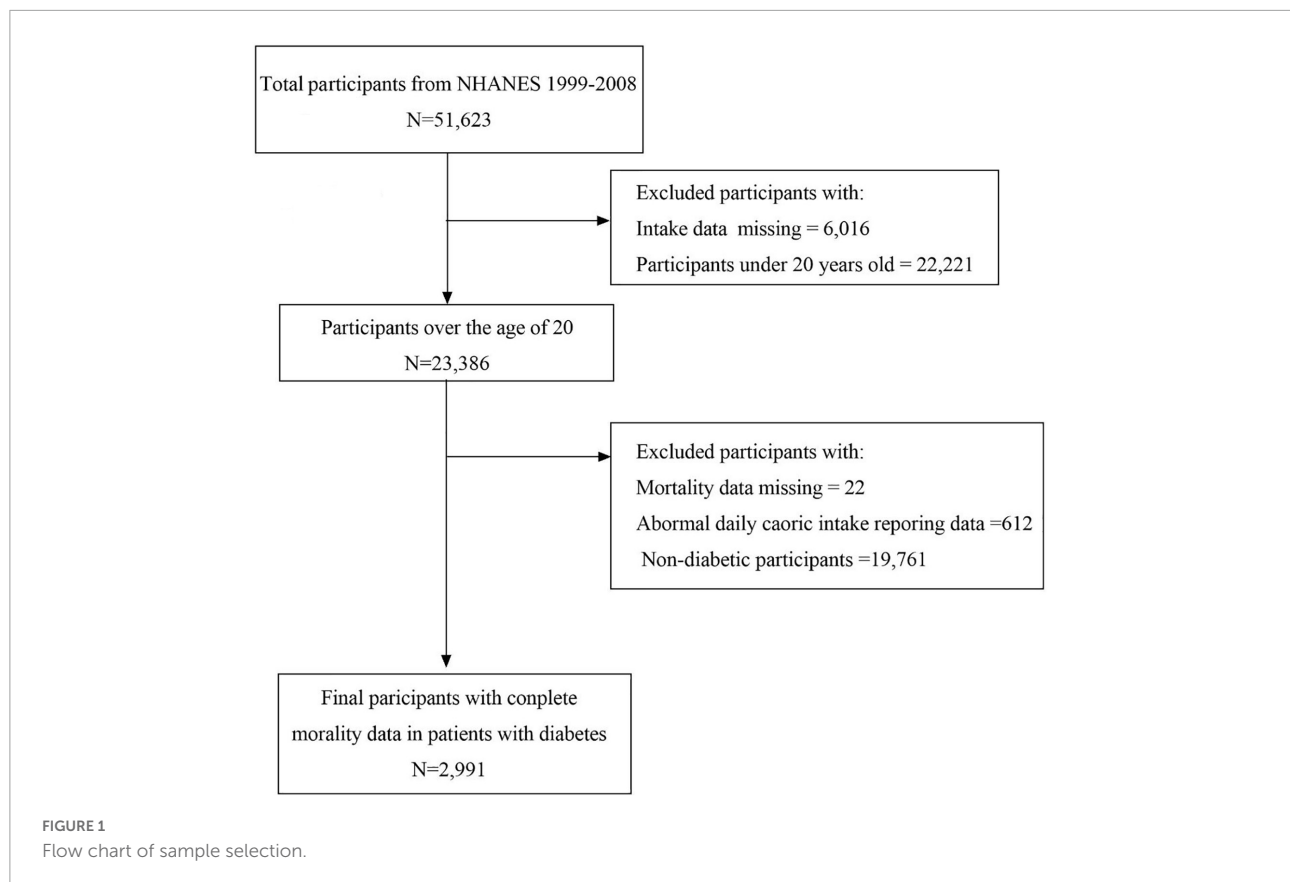 Total participants from NHANES 1999-2008
N=51,623
Excluded participants with:
Intake data missing = 6,016
Participants under 20 years old = 22,221
Participants over the age of 20
N=23,386
Excluded participants with:
Mortality data missing = 22
Abormal daily caoric intake reporing data =612
Non-diabetic participants =19,761
Final paricipants with conplete
morality data in patients with diabetes
N=2,991
FIGURE 1
Flow chart of sample selection.